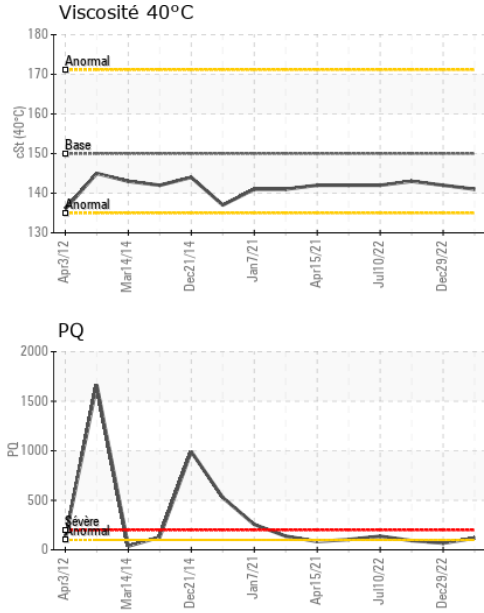 Viscosité 40°C
180
170
160
150
140
130
cSt (40°C)
Anormal
Base
Anormal
Apr3/12
Mar14/14
Dec21/14
Jan7/21
Apr15/21
Jul10/22
Dec29/22
PQ
2000
1500
1000
500
0
PQ
Sévère
Anormal
Apr3/12
Mar14/14
Dec21/14
Jan7/21
Apr15/21
Jul10/22
Dec29/22